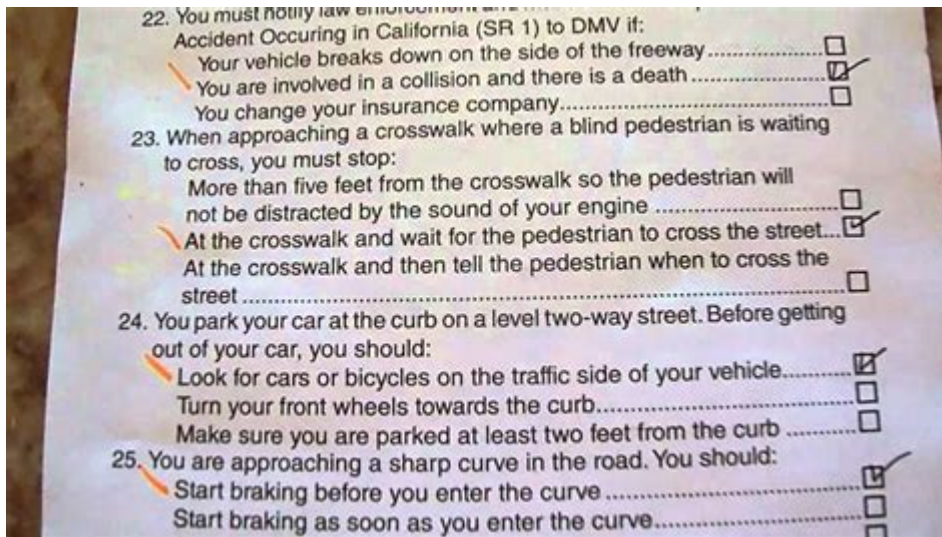 22. You must notify law enforcement and
Accident Occuring in California (SR 1) to DMV if:
Your vehicle breaks down on the side of the freeway
You are involved in a collision and there is a death
You change your insurance company
23. When approaching a crosswalk where a blind pedestrian is waiting
to cross, you must stop:
More than five feet from the crosswalk so the pedestrian will
not be distracted by the sound of your engine
At the crosswalk and wait for the pedestrian to cross the street...
At the crosswalk and then tell the pedestrian when to cross the
street
24. You park your car at the curb on a level two-way street. Before getting
out of your car, you should:
Look for cars or bicycles on the traffic side of your vehicle
Turn your front wheels towards the curb
Make sure you are parked at least two feet from the curb
25. You are approaching a sharp curve in the road. You should:
Start braking before you enter the curve
Start braking as soon as you enter the curve